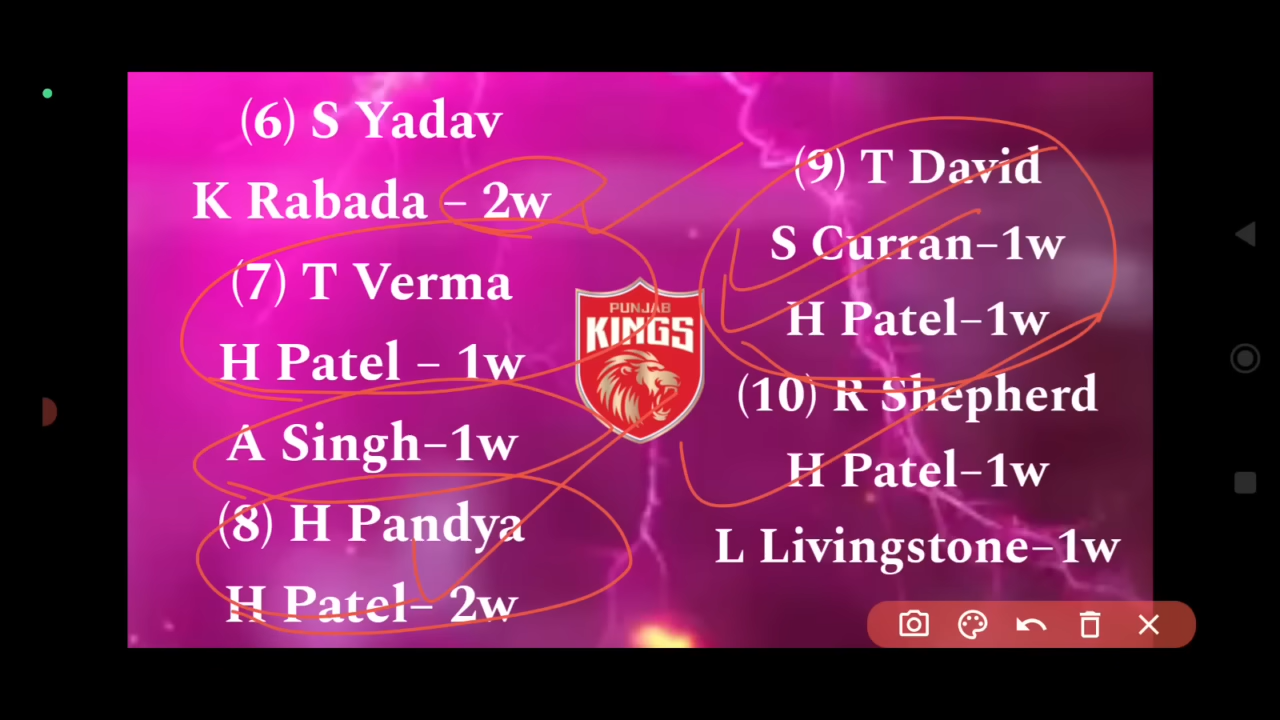 (6) S Yadav
K Rabada – 2w
(7) T Verma
H Patel – 1w
A Singh–1w
(8) H Pandya
H Patel– 2w
PUNJAB
KINGS
(9) T David
S Curran–1w
H Patel–1w
(10) R Shepherd
H Patel–1w
L Livingstone–1w